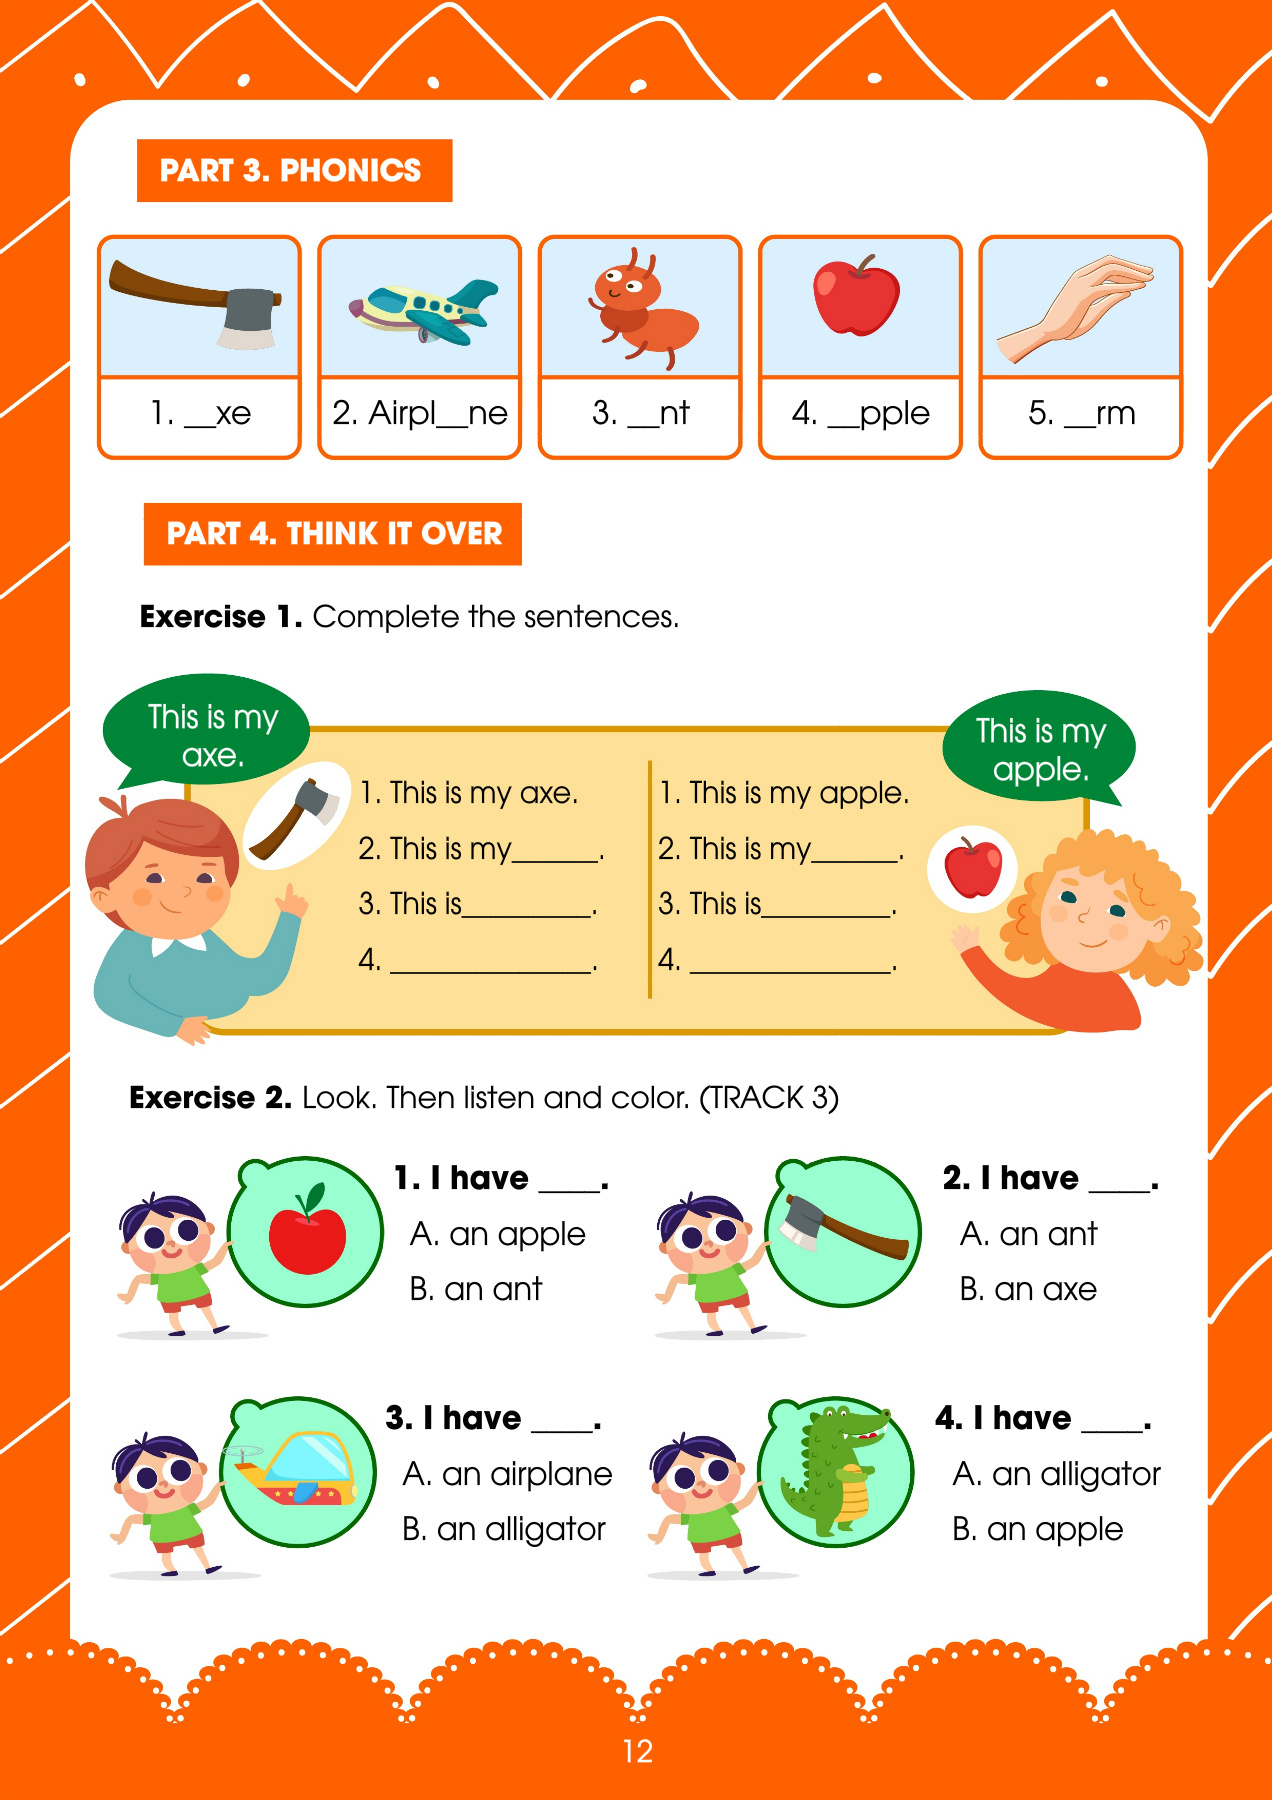 PART 3. PHONICS
1. __xe
2. Airpl__ne
3. __nt
4. __pple
5. __rm
PART 4. THINK IT OVER
Exercise 1. Complete the sentences.
This is my
axe.
1. This is my axe.
2. This is my______.
3. This is_________.
4. ______________.
1. This is my apple.
2. This is my______.
3. This is_________.
4. ______________.
This is my
apple.
Exercise 2. Look. Then listen and color. (TRACK 3)
1. I have ____.
A. an apple
B. an ant
2. I have ____.
A. an ant
B. an axe
3. I have ____.
A. an airplane
B. an alligator
4. I have ____.
A. an alligator
B. an apple
12